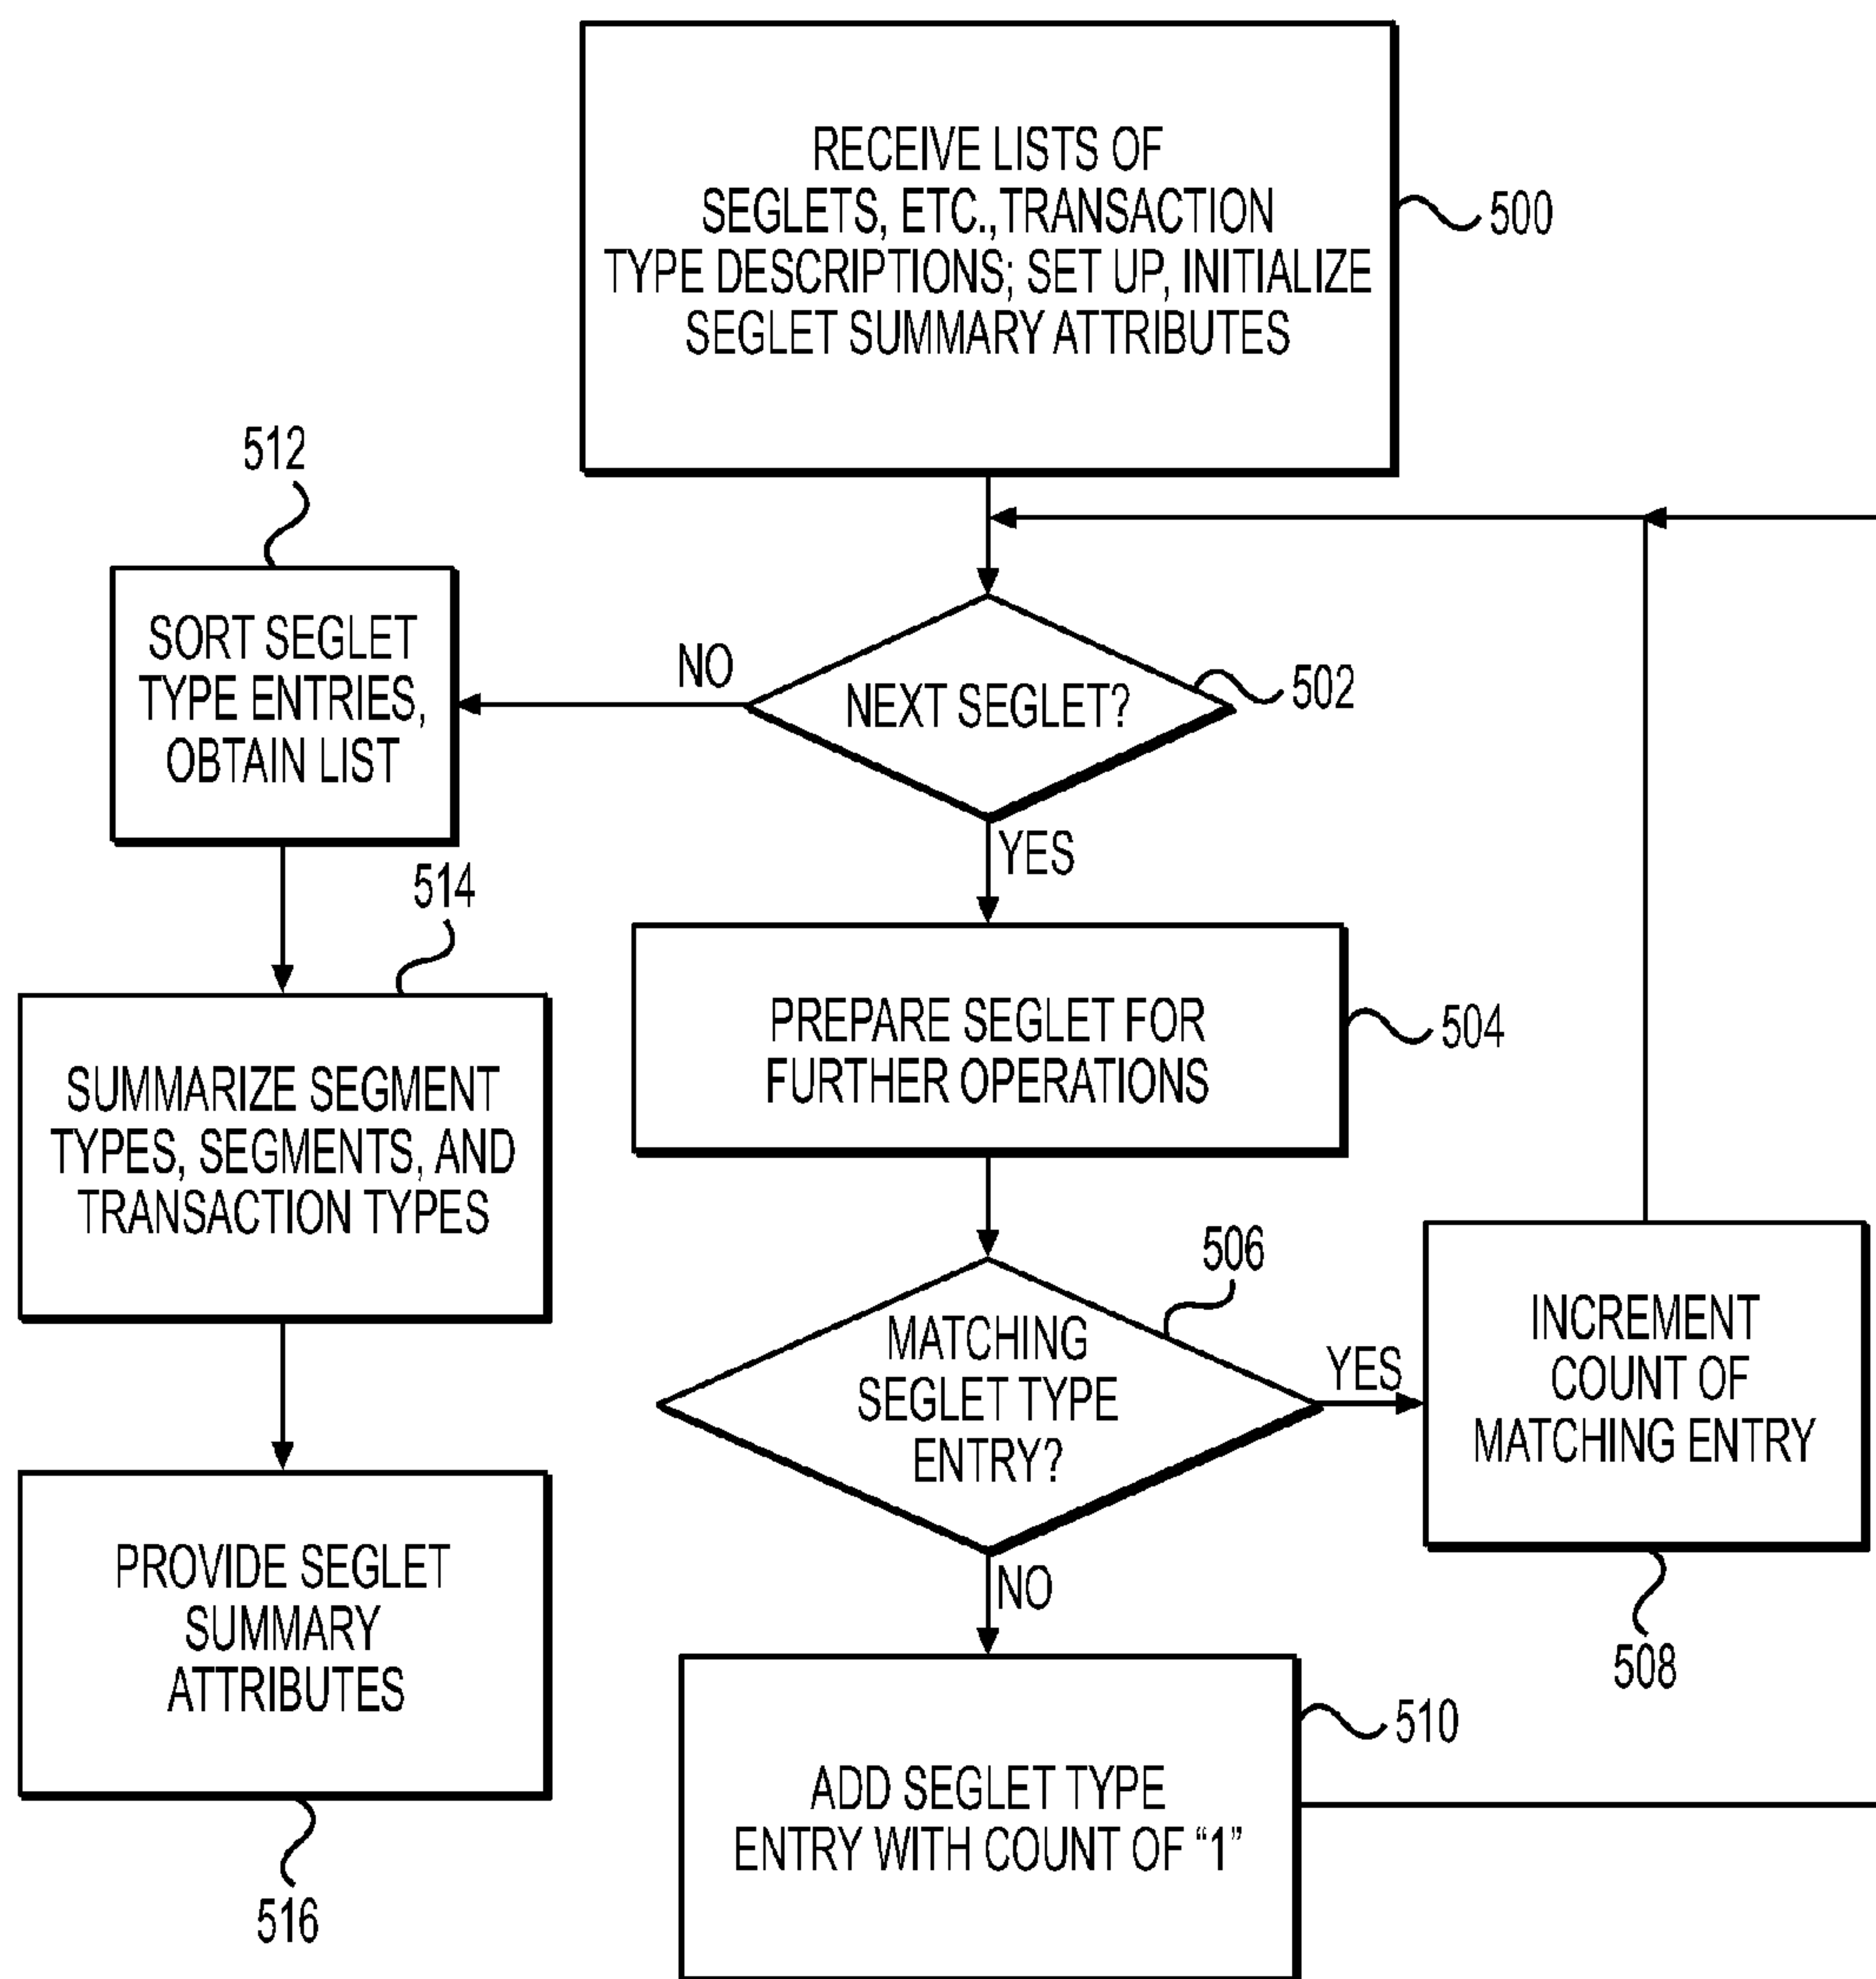 RECEIVE LISTS OF
SEGLETS, ETC.,TRANSACTION
TYPE DESCRIPTIONS; SET UP, INITIALIZE
SEGLET SUMMARY ATTRIBUTES
500
512
SORT SEGLET
TYPE ENTRIES,
OBTAIN LIST
NO
NEXT SEGLET?
502
YES
514
SUMMARIZE SEGMENT
TYPES, SEGMENTS, AND
TRANSACTION TYPES
PREPARE SEGLET FOR
FURTHER OPERATIONS
504
506
MATCHING
SEGLET TYPE
ENTRY?
YES
INCREMENT
COUNT OF
MATCHING ENTRY
508
NO
PROVIDE SEGLET
SUMMARY
ATTRIBUTES
516
ADD SEGLET TYPE
ENTRY WITH COUNT OF “1”
510